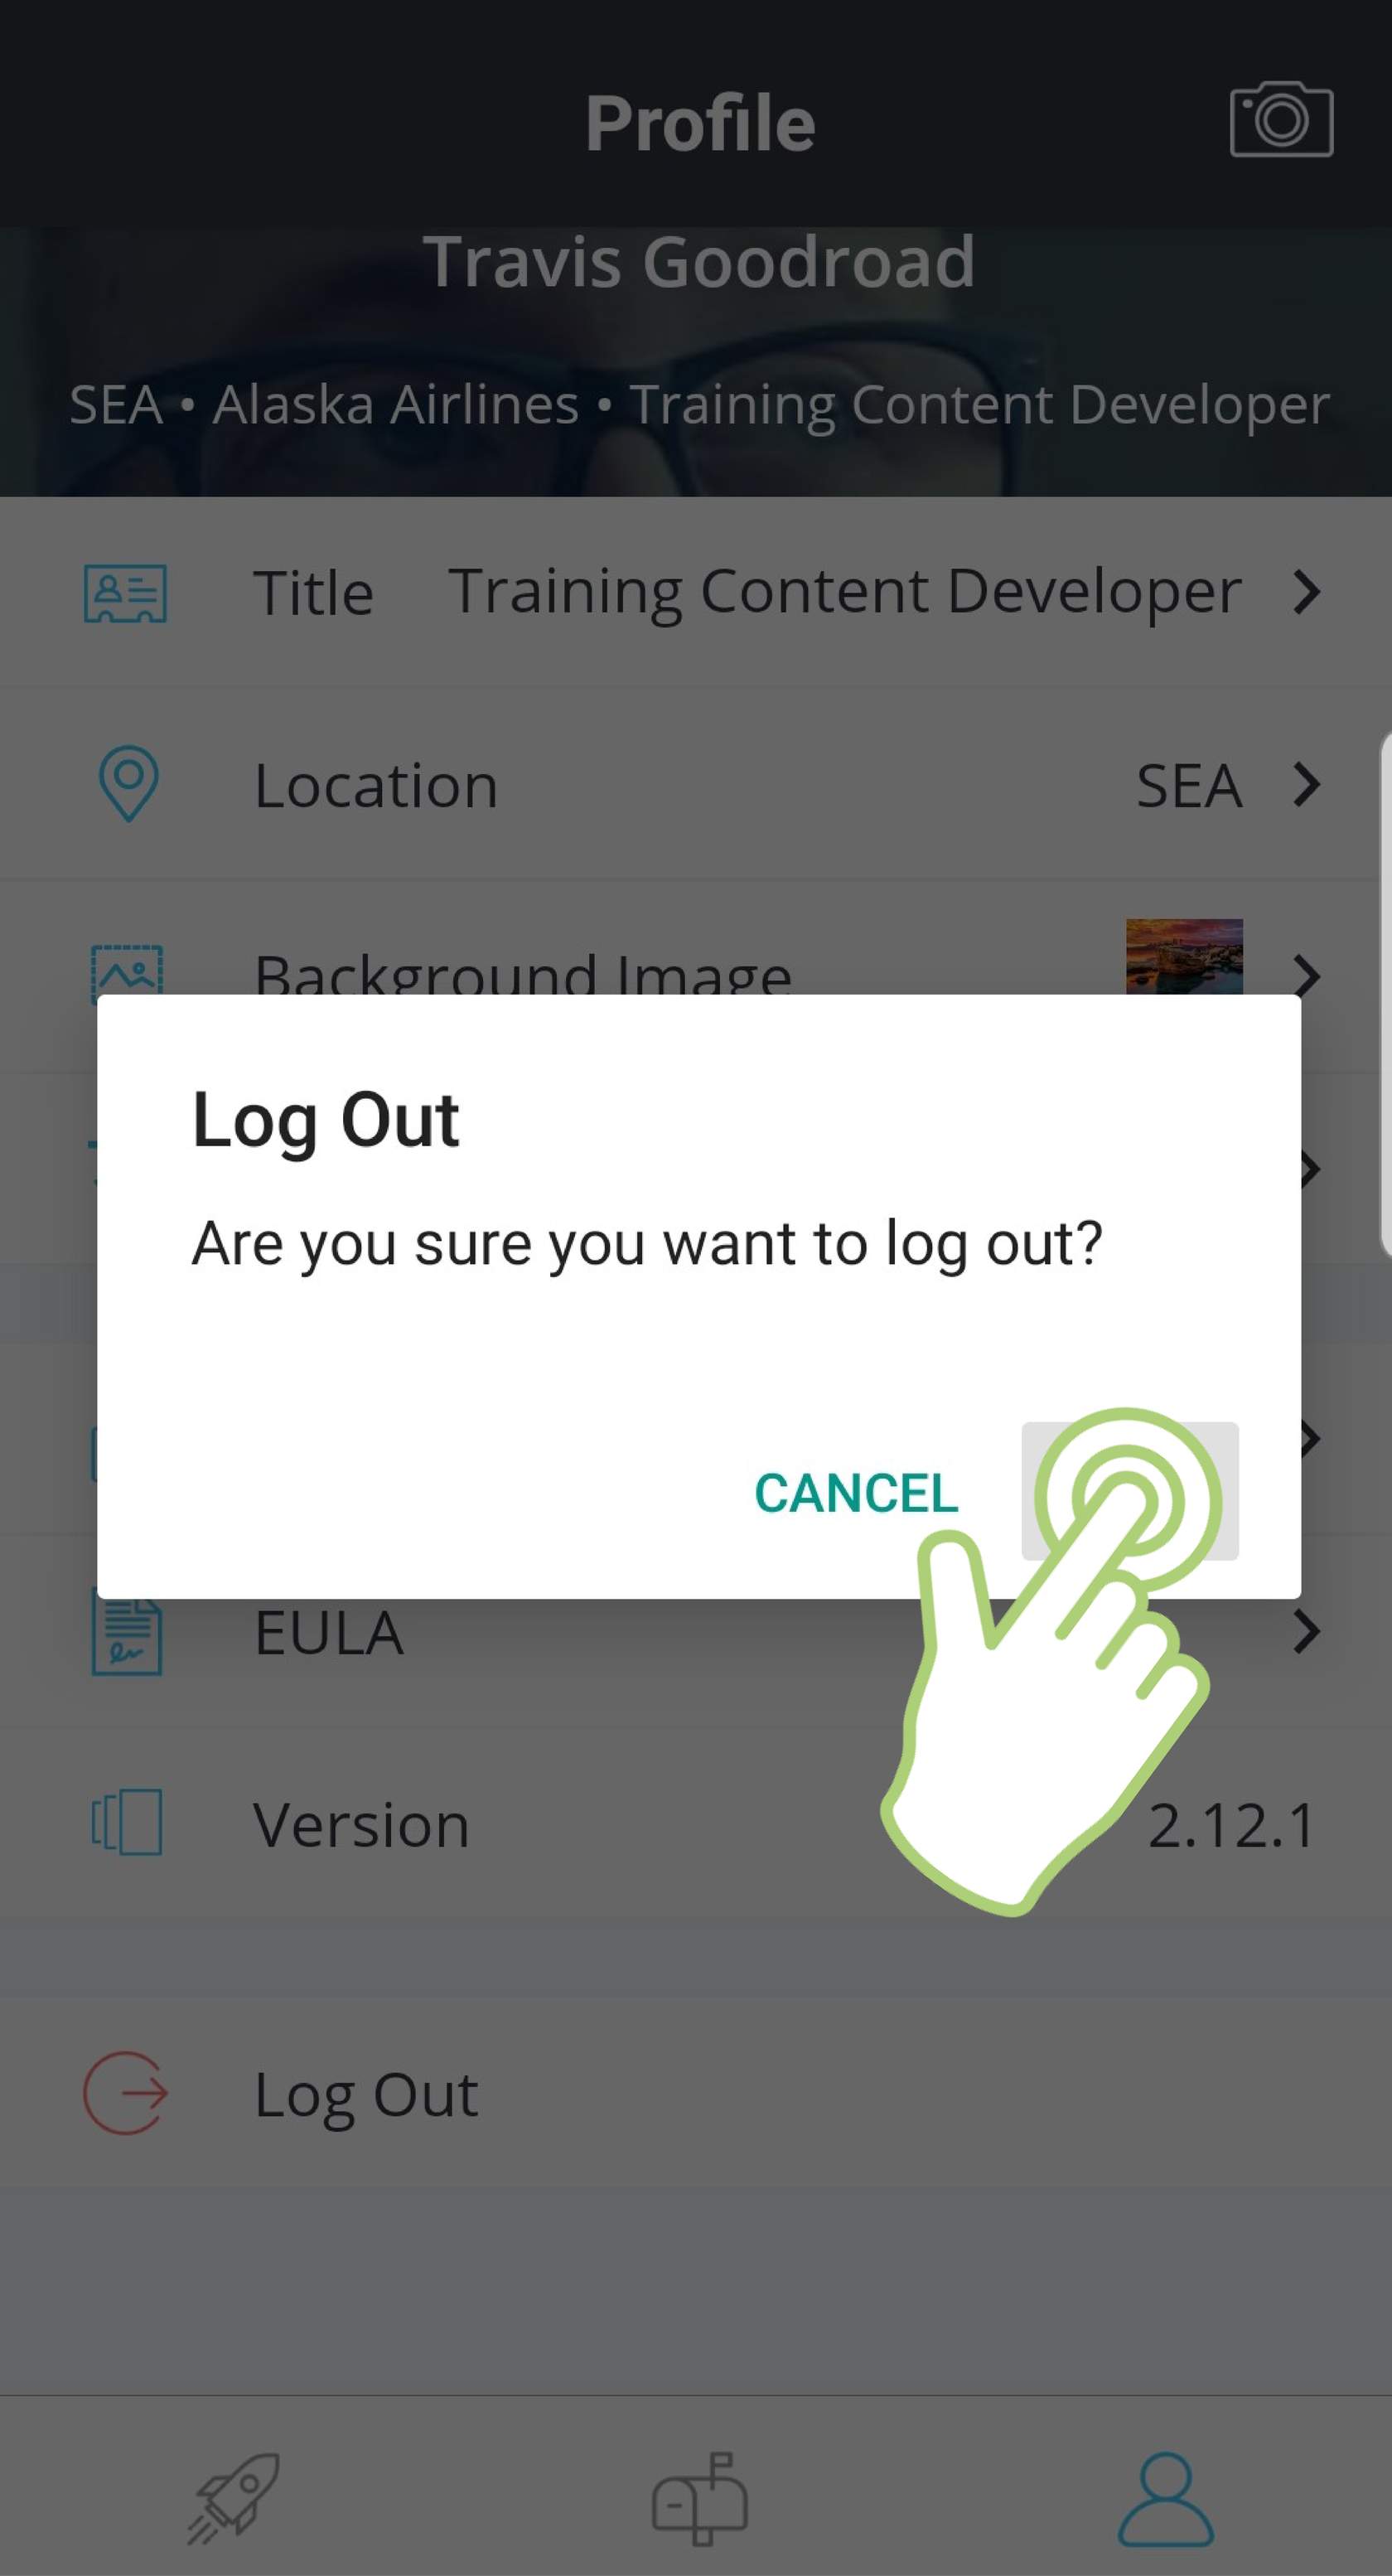 Profile
Travis Goodroad
SEA • Alaska Airlines • Training Content Developer
Title Training Content Developer
Location SEA
Background Image
Log Out
Are you sure you want to log out?
CANCEL
EULA
Version 2.12.1
Log Out